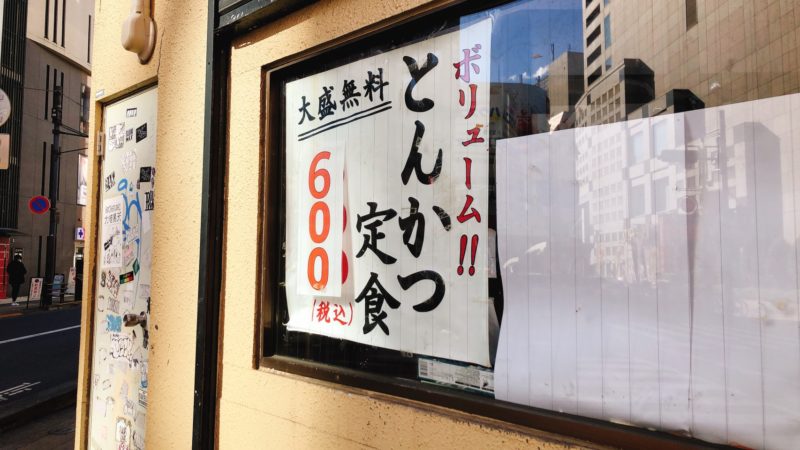 ボリューム!!
とんかつ
定食
大盛無料
600
(税込)